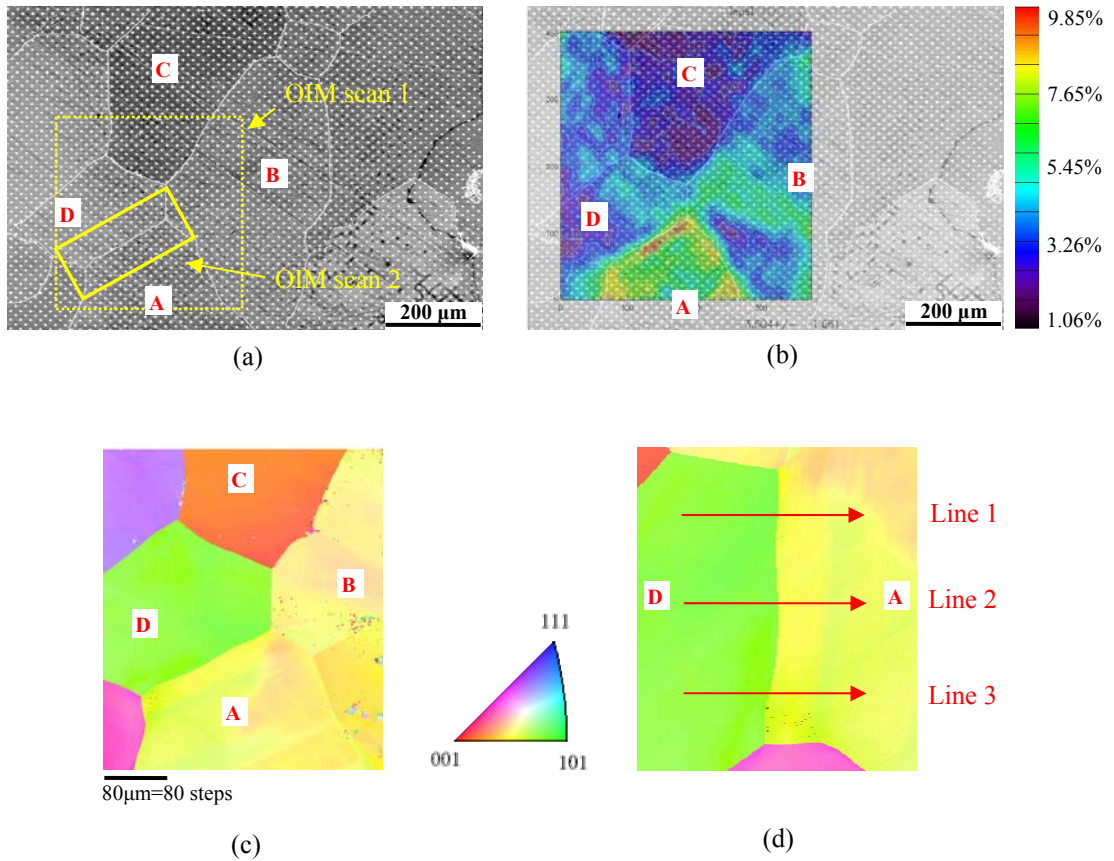 C
OIM scan 1
B
D
OIM scan 2
A
200 µm
(a)
C
B
D
A
200 µm
9.85%
7.65%
5.45%
3.26%
1.06%
(b)
C
B
D
A
80µm=80 steps
(c)
111
001
101
D
A
Line 1
Line 2
Line 3
(d)